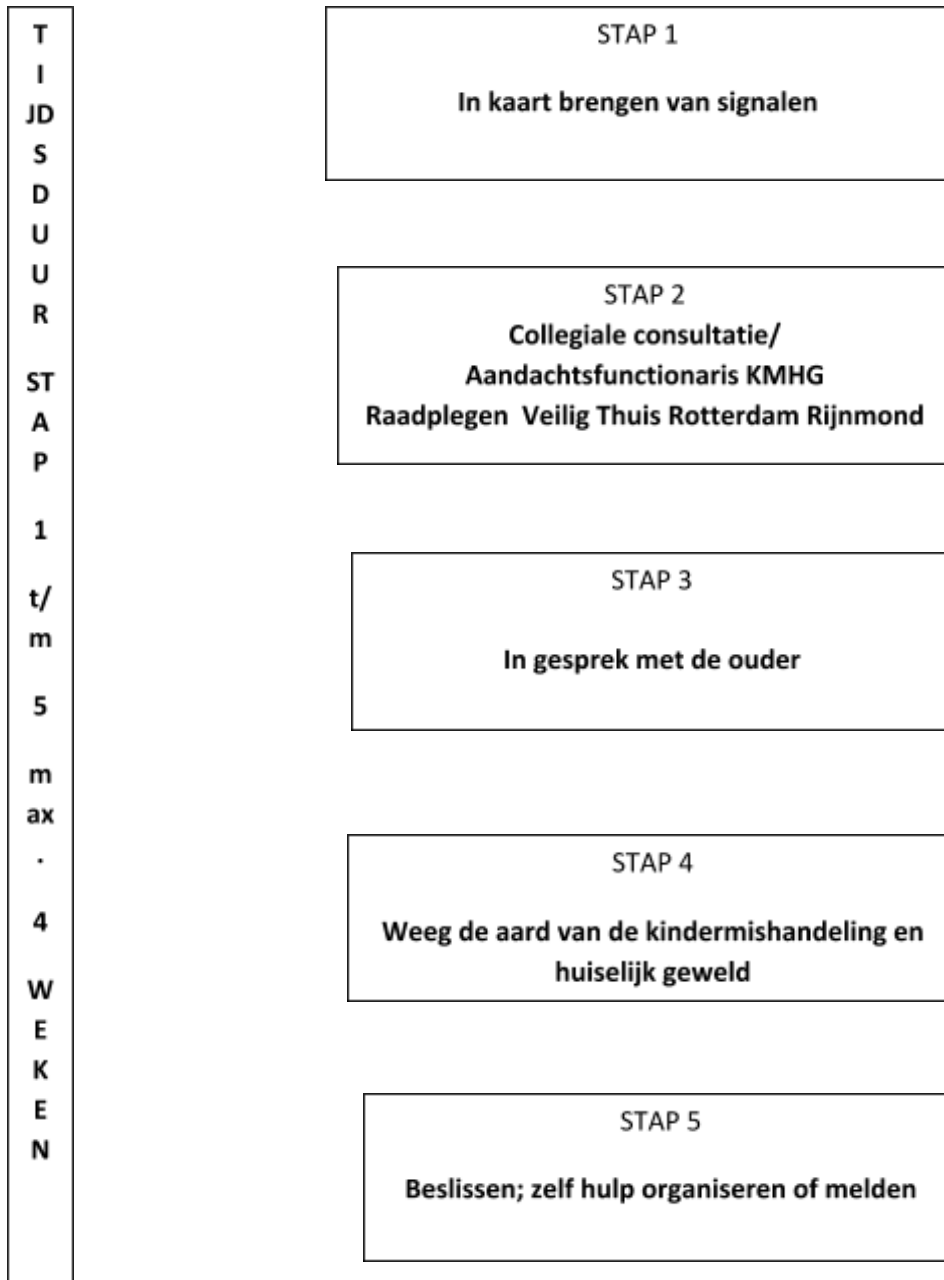 T
I
JD
S
D
U
U
R
ST
A
P
1
t/
m
5
m
ax
.
4
W
E
K
E
N
STAP 1
In kaart brengen van signalen
STAP 2
Collegiale consultatie/
Aandachtsfunctionaris KMHG
Raadplegen Veilig Thuis Rotterdam Rijnmond
STAP 3
In gesprek met de ouder
STAP 4
Weeg de aard van de kindermishandeling en
huiselijk geweld
STAP 5
Beslissen; zelf hulp organiseren of melden